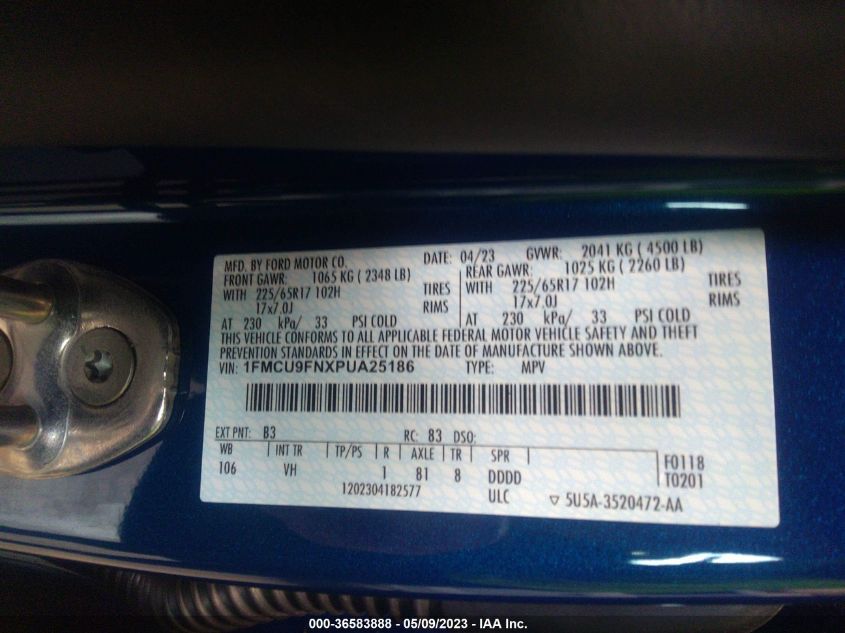 MFD. BY FORD MOTOR CO. DATE: 04/23 GVWR: 2041 KG ( 4500 LB)
FRONT GAWR: 1065 KG ( 2348 LB) REAR GAWR: 1025 KG ( 2260 LB)
WITH 225/65R17 102H TIRES WITH 225/65R17 102H TIRES
17x7.0J RIMS 17x7.0J RIMS
AT 230 kPa/ 33 PSI COLD AT 230 kPa/ 33 PSI COLD
THIS VEHICLE CONFORMS TO ALL APPLICABLE FEDERAL MOTOR VEHICLE SAFETY AND THEFT
PREVENTION STANDARDS IN EFFECT ON THE DATE OF MANUFACTURE SHOWN ABOVE.
VIN: 1FMCU9FNXPUA25186 TYPE: MPV
EXT PNT: B3 RC: 83 DSO:
WB INT TR TP/PS R AXLE TR SPR F0118
106 VH 1 81 8 DDDD T0201
1202304182577 ULC ▽ 5U5A-3520472-AA
000-36583888 - 05/09/2023 - IAA Inc.